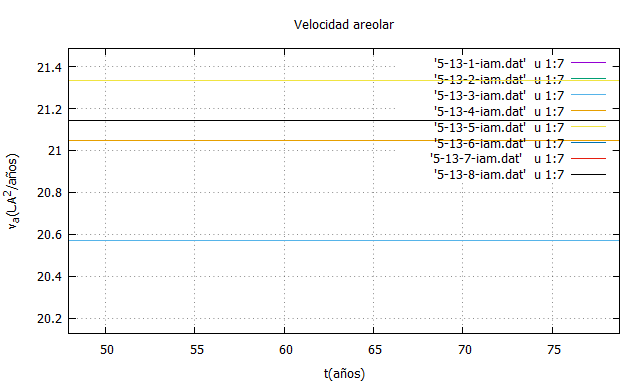 Velocidad areolar
21.4
21.2
21
20.8
20.6
20.4
20.2
va(LA²/años)
'5-13-1-iam.dat' u 1:7
'5-13-2-iam.dat' u 1:7
'5-13-3-iam.dat' u 1:7
'5-13-4-iam.dat' u 1:7
'5-13-5-iam.dat' u 1:7
'5-13-6-iam.dat' u 1:7
'5-13-7-iam.dat' u 1:7
'5-13-8-iam.dat' u 1:7
50 55 60 65 70 75
t(años)